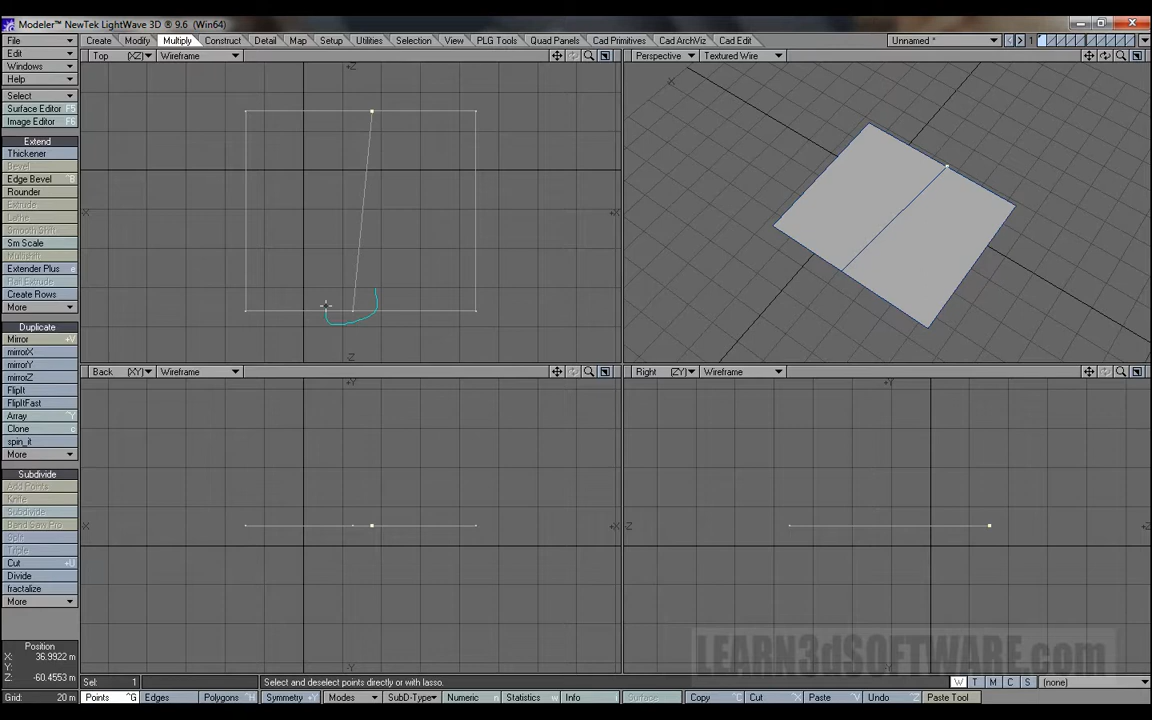 Modeler™ NewTek LightWave 3D ® 9.6 (Win64)
File
Edit
Windows
Help
Create Modify Multiply Construct Detail Map Setup Utilities Selection View PLG Tools Quad Panels Cad Primitives Cad ArchViz Cad Edit Unnamed * 1
Top (XZ) Wireframe
Perspective Textured Wire
Select
Surface Editor F5
Image Editor F6
Extend
Thickener
Bevel
Edge Bevel ^B
Rounder
Extrude
Lathe
Smooth Shift
Sm Scale
Multishift
Extender Plus e
Rail Extrude
Create Rows
More
Duplicate
Mirror +V
mirrorX
mirrorY
mirrorZ
FlipIt
FlipItFast
Array ^Y
Clone c
spin_it
More
Subdivide
Add Points
Knife
Subdivide
Band Saw Pro
Split
Triple
Cut +U
Divide
fractalize
More
+Z
X
+X
Z
Back (XY) Wireframe
Right (ZY) Wireframe
+Y
X
+X
-Y
+Y
-Z
-Y
Position
X: 36.9922 m
Y:
Z: -60.4553 m
Grid: 20 m
LEARN3dSOFTWARE.com
Sel: 1 Select and deselect points directly or with lasso. W T M C S (none)
Points ^G Edges Polygons ^H Symmetry +Y Modes SubD-Type Numeric n Statistics w Info i Surface Copy ^C Cut ^X Paste ^V Undo ^Z Paste Tool